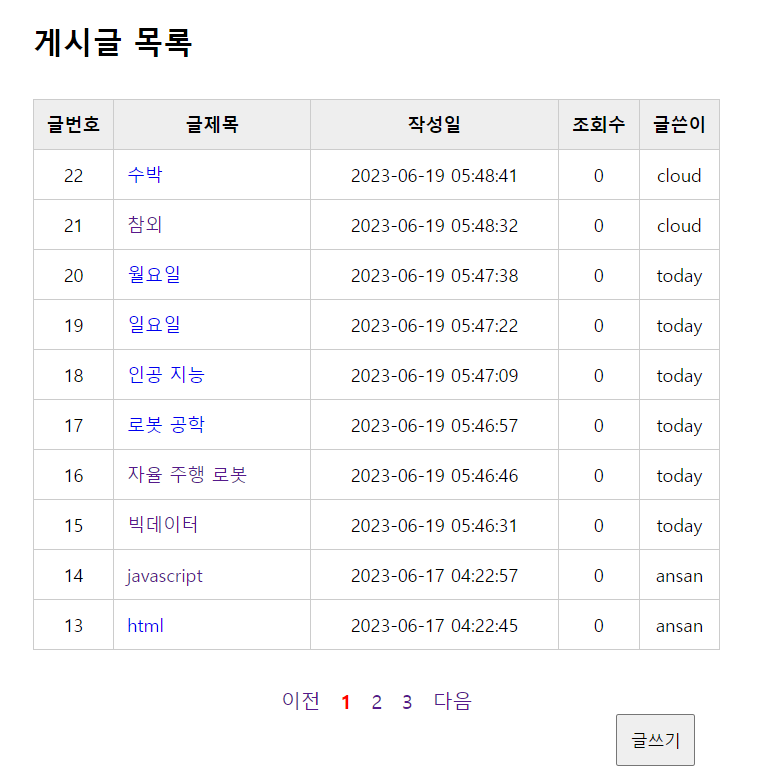 게시글 목록
글번호 글제목 작성일 조회수 글쓴이
22 수박 2023-06-19 05:48:41 0 cloud
21 참외 2023-06-19 05:48:32 0 cloud
20 월요일 2023-06-19 05:47:38 0 today
19 일요일 2023-06-19 05:47:22 0 today
18 인공 지능 2023-06-19 05:47:09 0 today
17 로봇 공학 2023-06-19 05:46:57 0 today
16 자율 주행 로봇 2023-06-19 05:46:46 0 today
15 빅데이터 2023-06-19 05:46:31 0 today
14 javascript 2023-06-17 04:22:57 0 ansan
13 html 2023-06-17 04:22:45 0 ansan
이전 1 2 3 다음
글쓰기